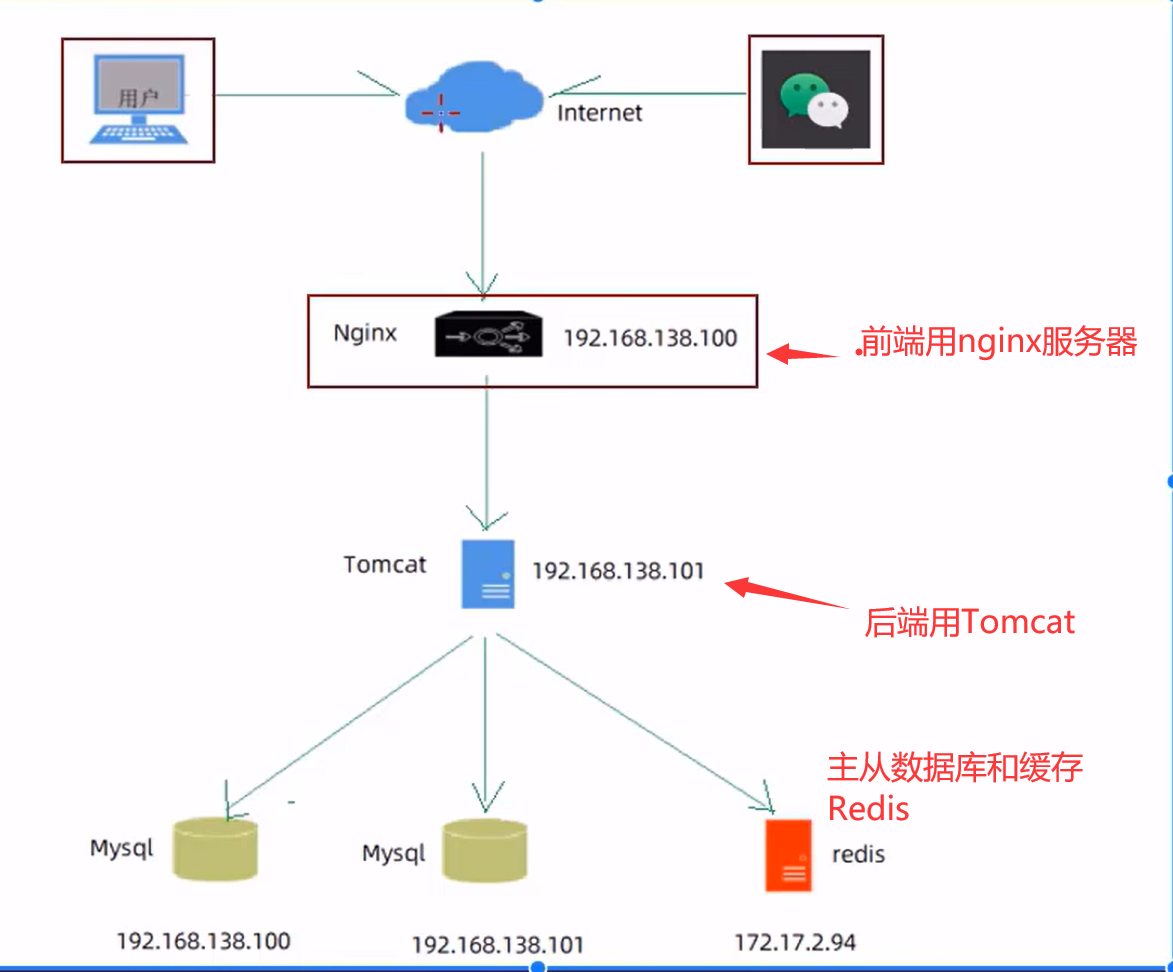 用户
Internet
Nginx
192.168.138.100
前端用nginx服务器
Tomcat
192.168.138.101
后端用Tomcat
主从数据库和缓存
Redis
Mysql
Mysql
redis
192.168.138.100
192.168.138.101
172.17.2.94